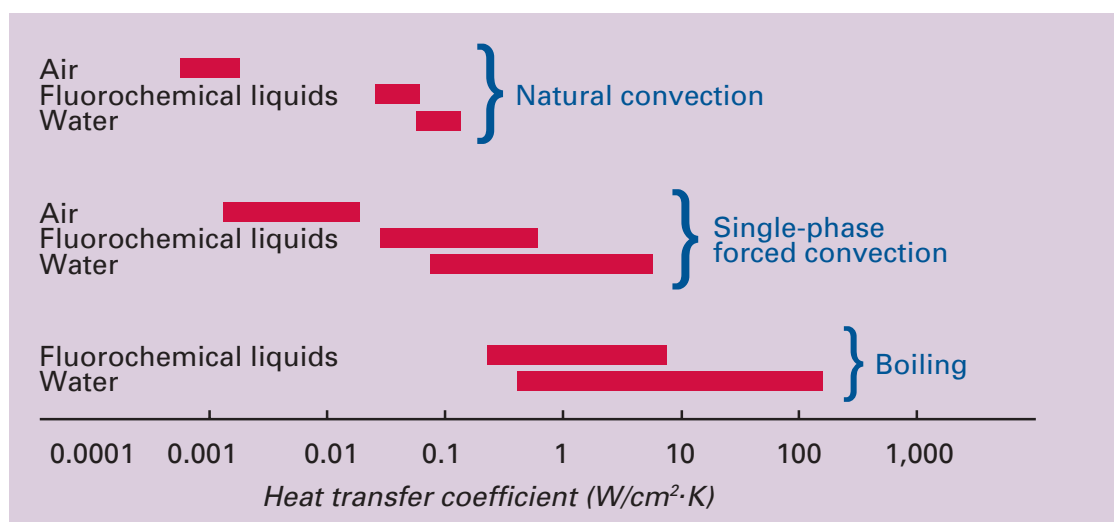 Air
Fluorochemical liquids
Water
Natural convection
Air
Fluorochemical liquids
Water
Single-phase
forced convection
Fluorochemical liquids
Water
Boiling
0.0001 0.001 0.01 0.1 1 10 100 1,000
Heat transfer coefficient (W/cm²·K)